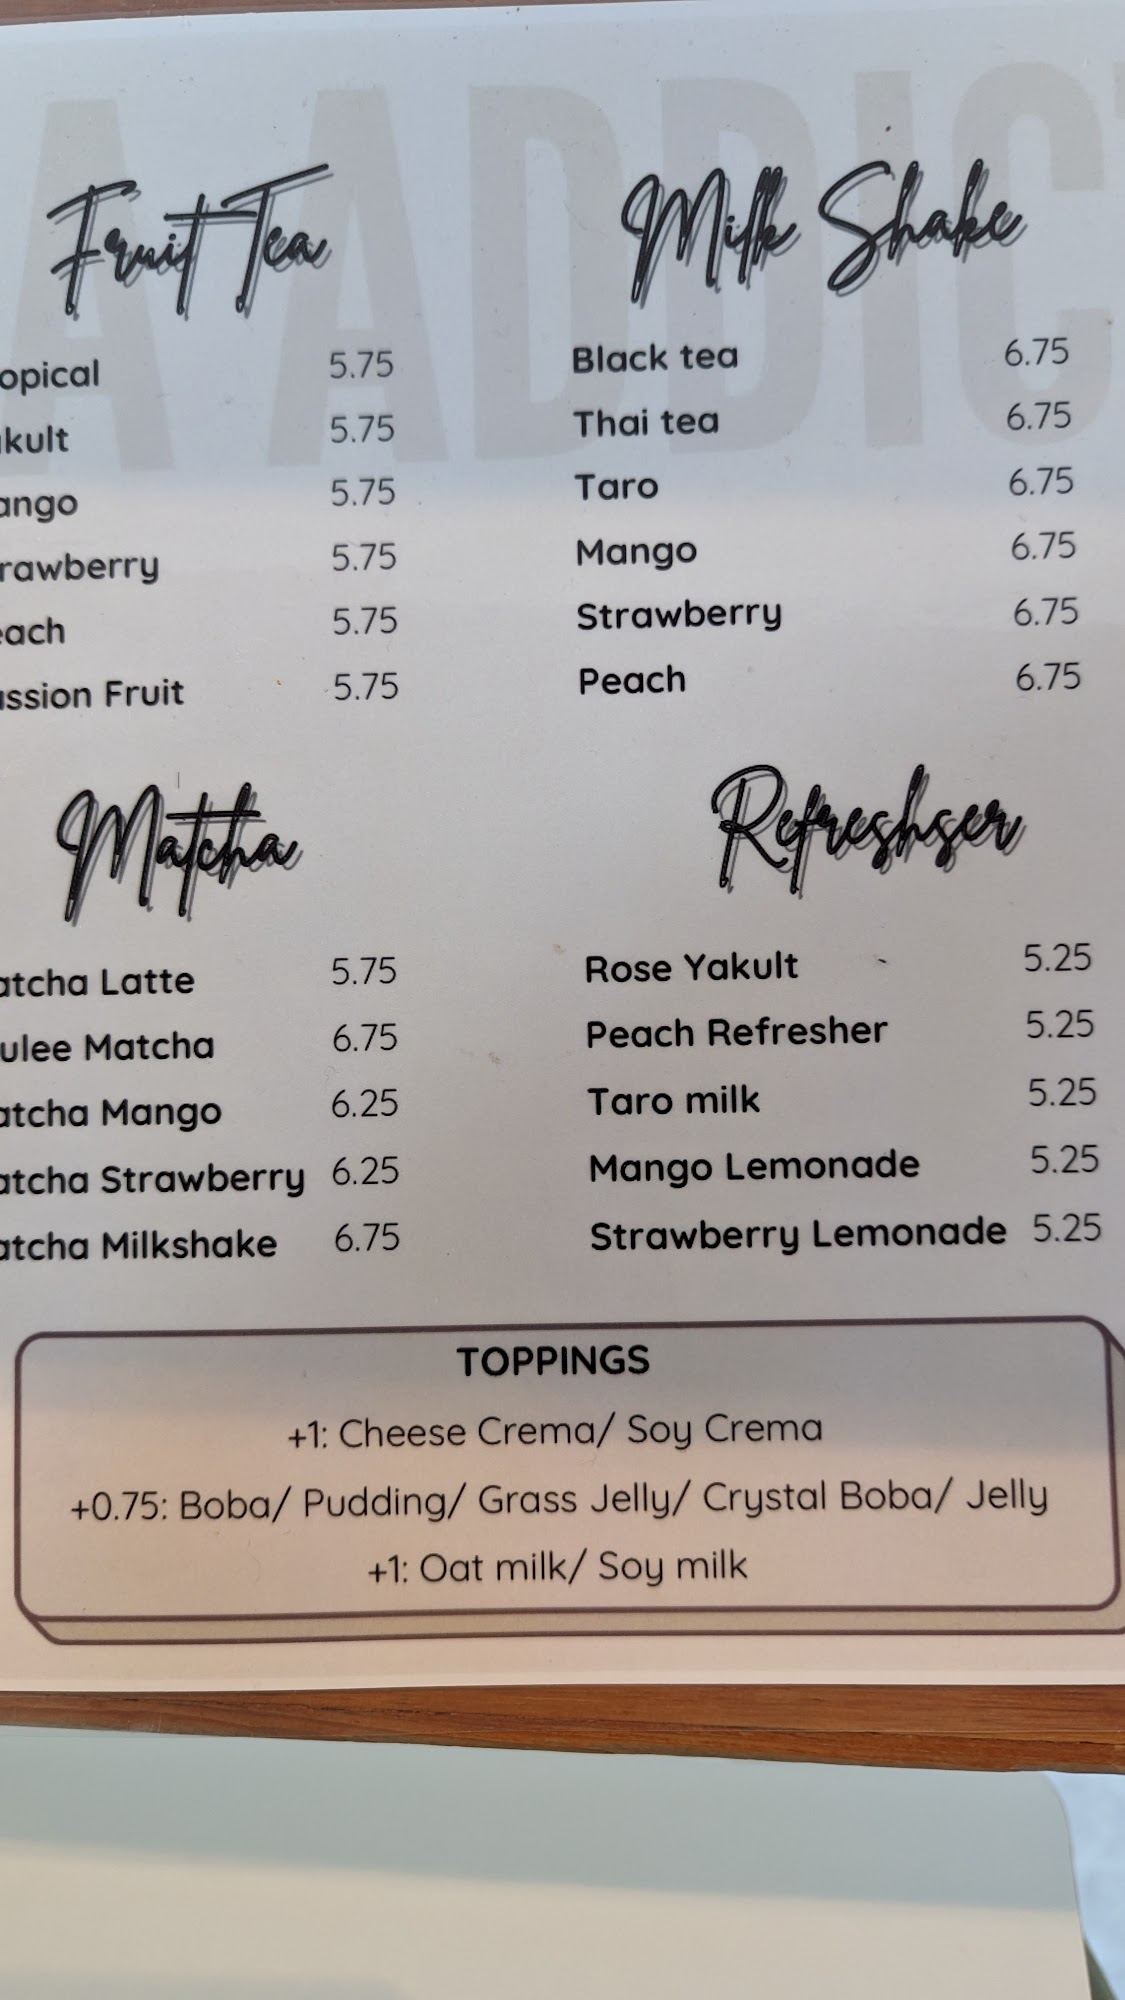 A ADDIC
Fruit Tea
opical 5.75
kult 5.75
ango 5.75
rawberry 5.75
each 5.75
ssion Fruit 5.75
Milk Shake
Black tea 6.75
Thai tea 6.75
Taro 6.75
Mango 6.75
Strawberry 6.75
Peach 6.75
Matcha
atcha Latte 5.75
ulee Matcha 6.75
atcha Mango 6.25
atcha Strawberry 6.25
atcha Milkshake 6.75
Refreshser
Rose Yakult 5.25
Peach Refresher 5.25
Taro milk 5.25
Mango Lemonade 5.25
Strawberry Lemonade 5.25
TOPPINGS
+1: Cheese Crema/ Soy Crema
+0.75: Boba/ Pudding/ Grass Jelly/ Crystal Boba/ Jelly
+1: Oat milk/ Soy milk